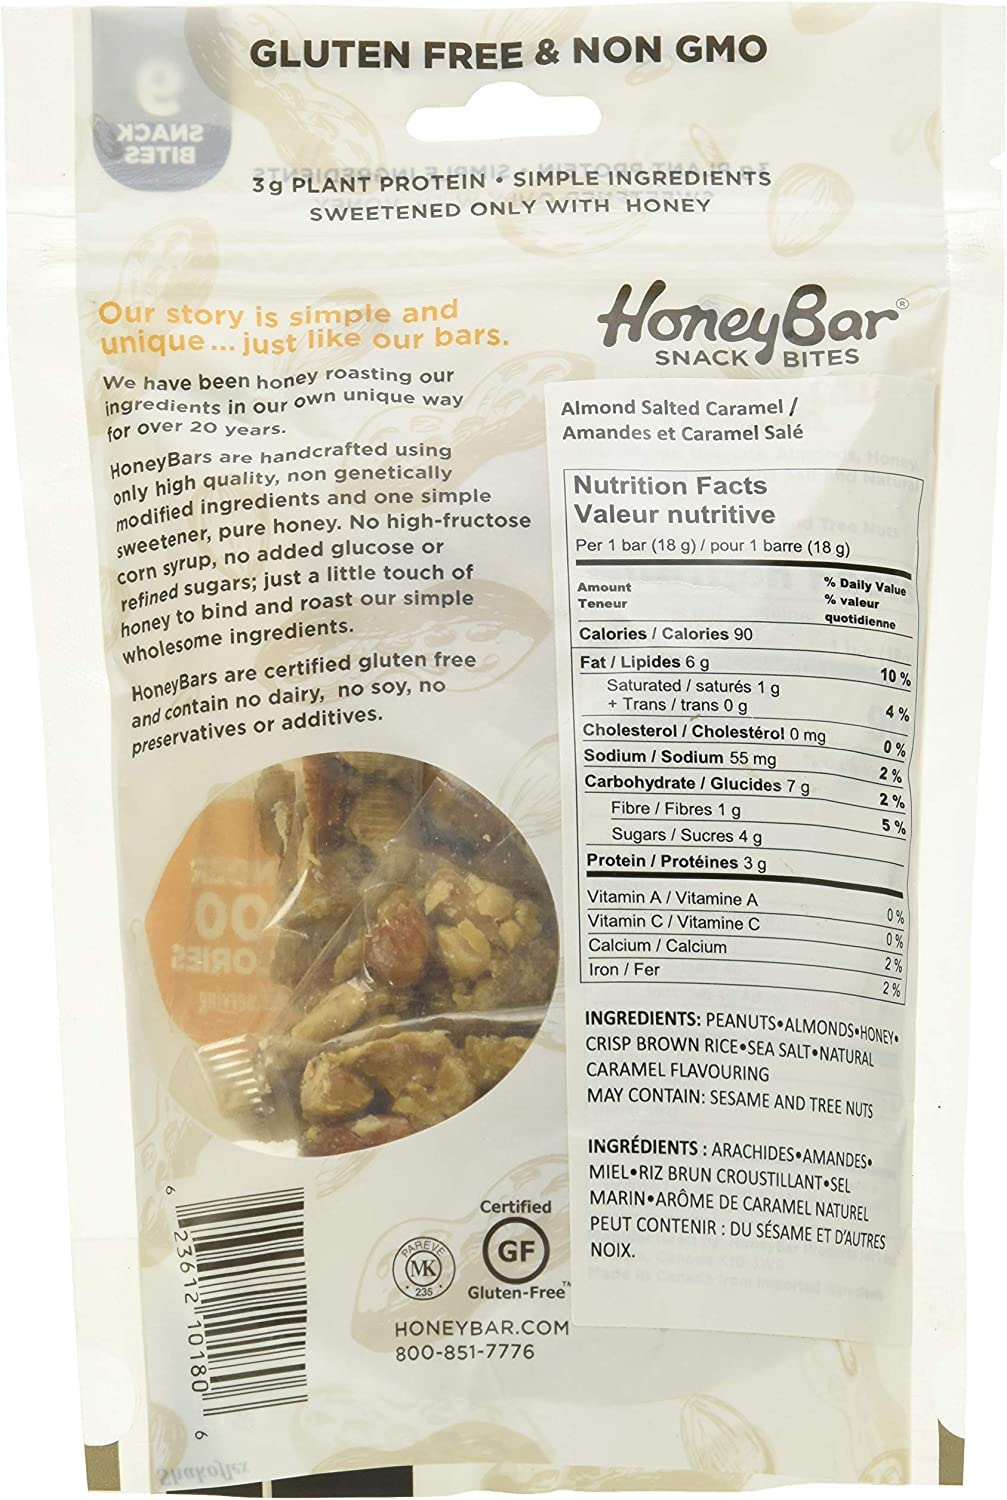 GLUTEN FREE & NON GMO
9
SNACK
BITES
3g PLANT PROTEIN • SIMPLE INGREDIENTS
SWEETENED ONLY WITH HONEY
Our story is simple and
unique... just like our bars.
We have been honey roasting our
ingredients in our own unique way
for over 20 years.
HoneyBars are handcrafted using
only high quality, non genetically
modified ingredients and one simple
sweetener, pure honey. No high-fructose
corn syrup, no added glucose or
refined sugars; just a little touch of
honey to bind and roast our simple
wholesome ingredients.
HoneyBars are certified gluten free
and contain no dairy, no soy, no
preservatives or additives.
HoneyBar®
SNACK BITES
Almond Salted Caramel /
Amandes et Caramel Salé
Nutrition Facts
Valeur nutritive
Per 1 bar (18 g) / pour 1 barre (18 g)
Amount
Teneur
% Daily Value
% valeur
quotidienne
Calories / Calories 90
Fat / Lipides 6 g 10 %
Saturated / saturés 1 g
+ Trans / trans 0 g 4 %
Cholesterol / Cholestérol 0 mg 0 %
Sodium / Sodium 55 mg 2 %
Carbohydrate / Glucides 7 g 2 %
Fibre / Fibres 1 g 5 %
Sugars / Sucres 4 g
Protein / Protéines 3 g
Vitamin A / Vitamine A 0 %
Vitamin C / Vitamine C 0 %
Calcium / Calcium 2 %
Iron / Fer 2 %
INGREDIENTS: PEANUTS•ALMONDS•HONEY•
CRISP BROWN RICE•SEA SALT•NATURAL
CARAMEL FLAVOURING
MAY CONTAIN: SESAME AND TREE NUTS
INGRÉDIENTS : ARACHIDES•AMANDES•
MIEL•RIZ BRUN CROUSTILLANT•SEL
MARIN•ARÔME DE CARAMEL NATUREL
PEUT CONTENIR : DU SÉSAME ET D'AUTRES
NOIX.
PAREVE
MK
235
Certified
GF
Gluten-Free™
HONEYBAR.COM
800-851-7776
6 23612 10180 6
Shakoflex